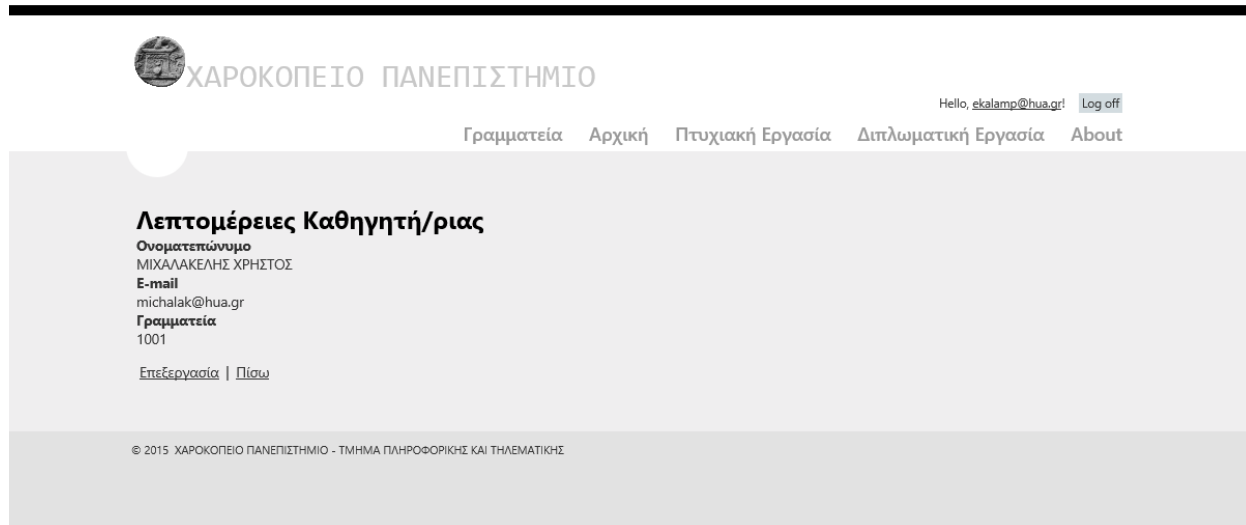 ΧΑΡΟΚΟΠΕΙΟ ΠΑΝΕΠΙΣΤΗΜΙΟ
Hello, ekalamp@hua.gr! Log off
Γραμματεία Αρχική Πτυχιακή Εργασία Διπλωματική Εργασία About
Λεπτομέρειες Καθηγητή/ριας
Ονοματεπώνυμο
ΜΙΧΑΛΑΚΕΛΗΣ ΧΡΗΣΤΟΣ
E-mail
michalak@hua.gr
Γραμματεία
1001
Επεξεργασία | Πίσω
© 2015 ΧΑΡΟΚΟΠΕΙΟ ΠΑΝΕΠΙΣΤΗΜΙΟ - ΤΜΗΜΑ ΠΛΗΡΟΦΟΡΙΚΗΣ ΚΑΙ ΤΗΛΕΜΑΤΙΚΗΣ